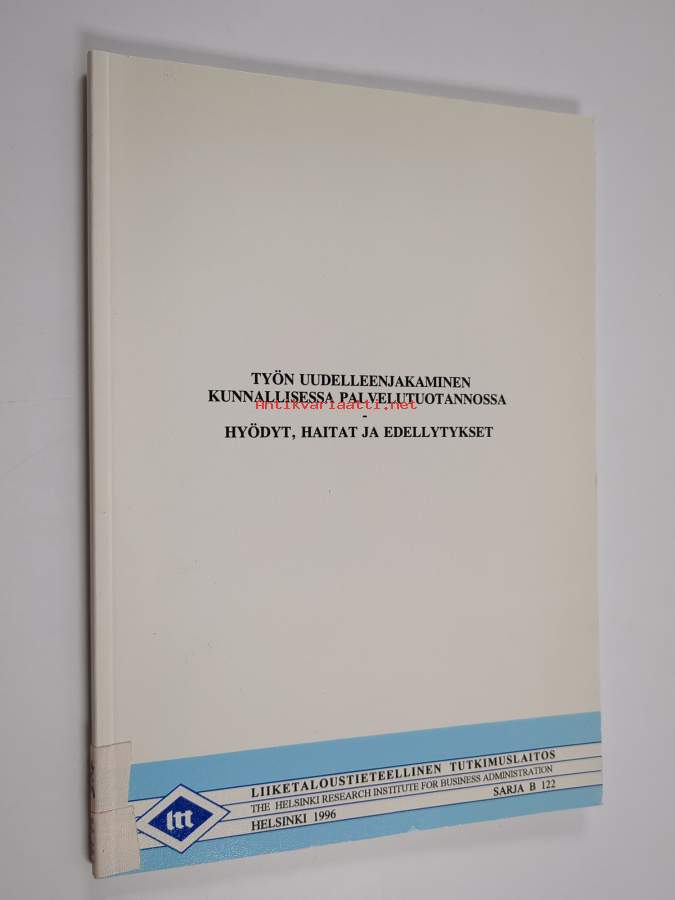 TYÖN UUDELLEENJAKAMINEN
KUNNALLISESSA PALVELUTUOTANNOSSA
Antikvariaatti.net
-
HYÖDYT, HAITAT JA EDELLYTYKSET
ltt
LIIKETALOUSTIETEELLINEN TUTKIMUSLAITOS
THE HELSINKI RESEARCH INSTITUTE FOR BUSINESS ADMINISTRATION
HELSINKI 1996 SARJA B 122